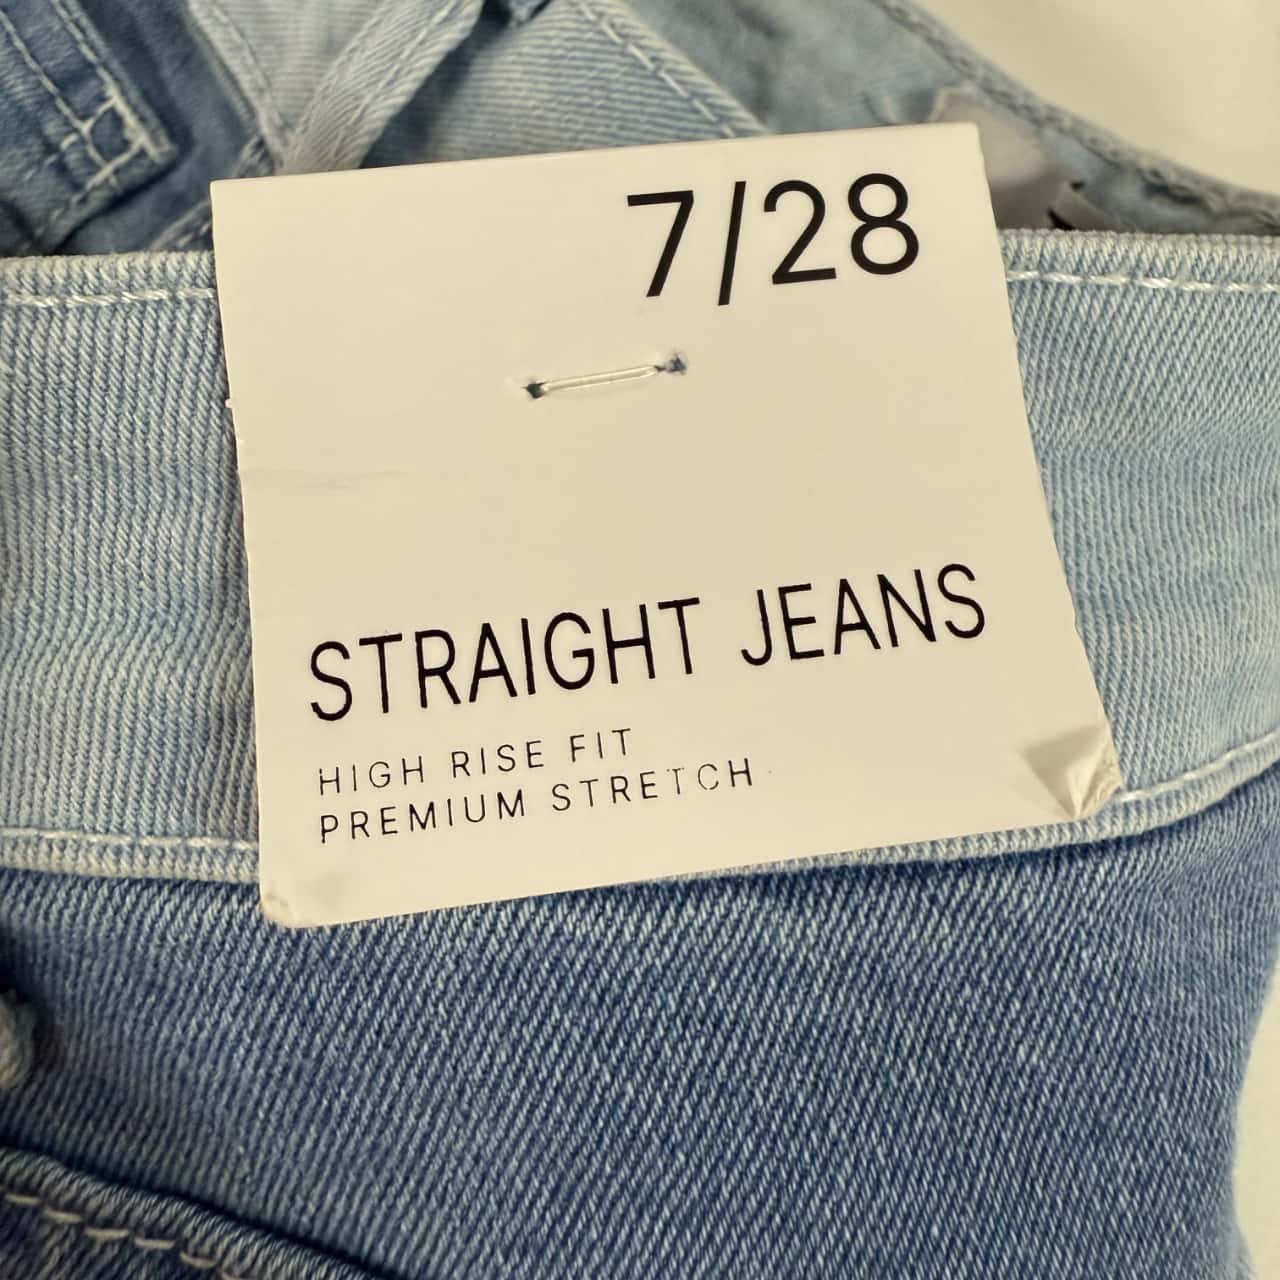 7/28
STRAIGHT JEANS
HIGH RISE FIT
PREMIUM STRETCH